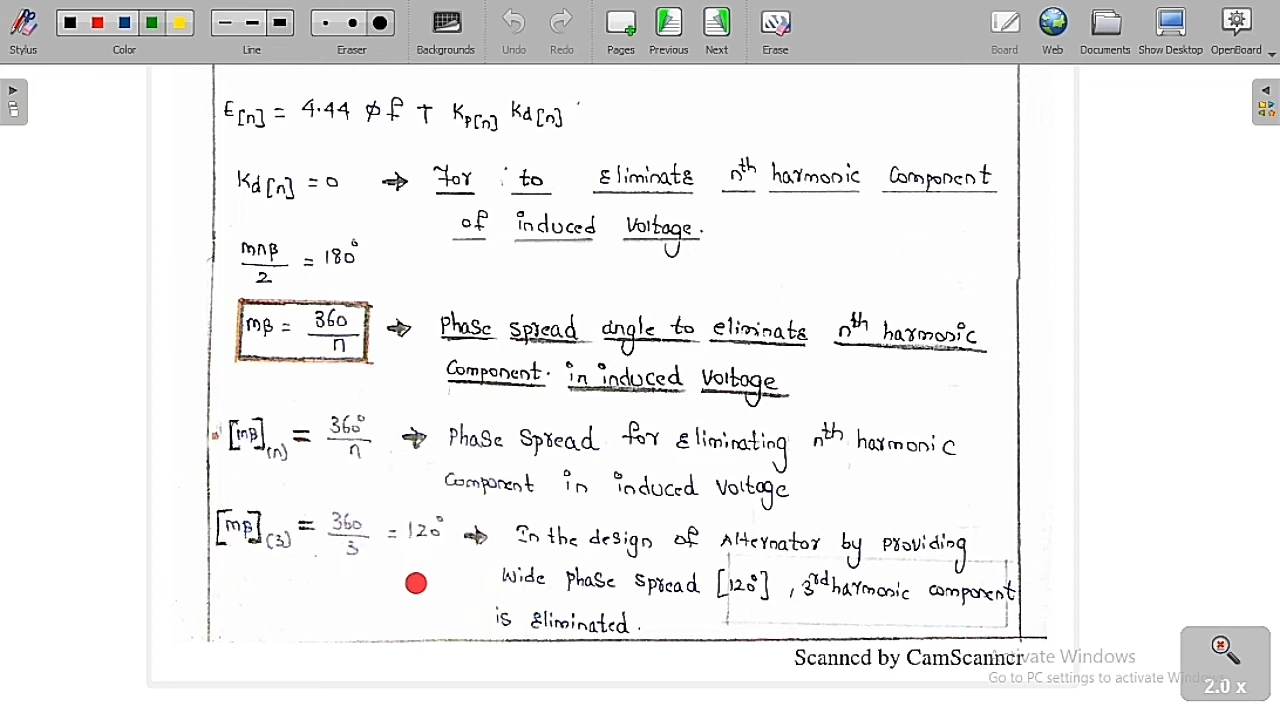 Stylus Color Line Eraser Backgrounds Undo Redo Pages Previous Next Erase Board Web Documents Show Desktop OpenBoard
E[n] = 4.44 φ f T Kp[n] Kd[n]
Kd[n] = 0 ⇒ For to Eliminate nth harmonic Component
of induced Voltage.
mnβ/2 = 180°
mβ = 360/n ⇒ Phase spread angle to eliminate nth harmonic
Component. in induced Voltage
[mβ](n) = 360°/n ⇒ Phase Spread for Eliminating nth harmonic
Component in induced Voltage
[mβ](3) = 360/3 = 120° ⇒ In the design of Alternator by Providing
Wide Phase Spread [120°], 3rd harmonic component
is Eliminated.
Scanned by CamScanner
Activate Windows
Go to PC settings to activate Windows.
2.0 x